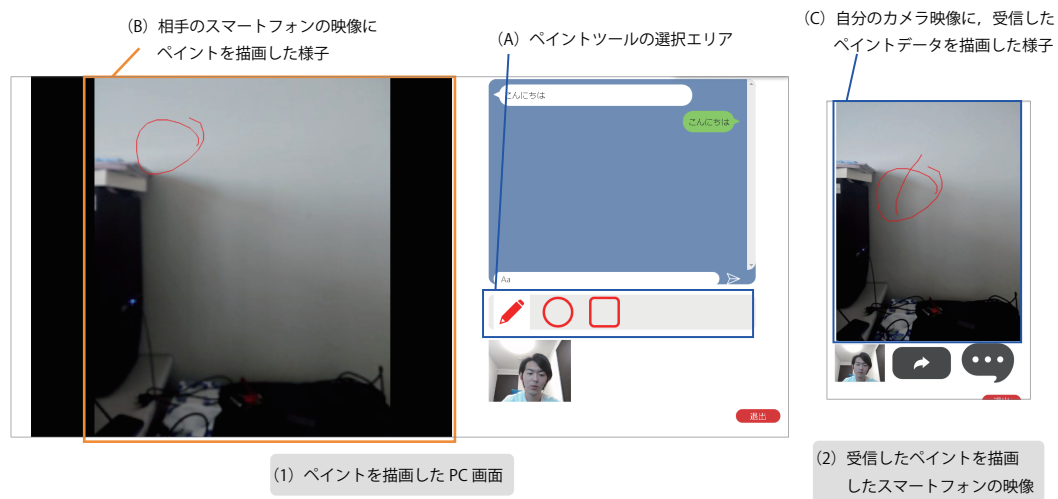 (B) 相手のスマートフォンの映像に
ペイントを描画した様子
(A) ペイントツールの選択エリア
(C) 自分のカメラ映像に,受信した
ペイントデータを描画した様子
こんにちは
こんにちは
Aa
退出
(1) ペイントを描画した PC 画面
(2) 受信したペイントを描画
したスマートフォンの映像